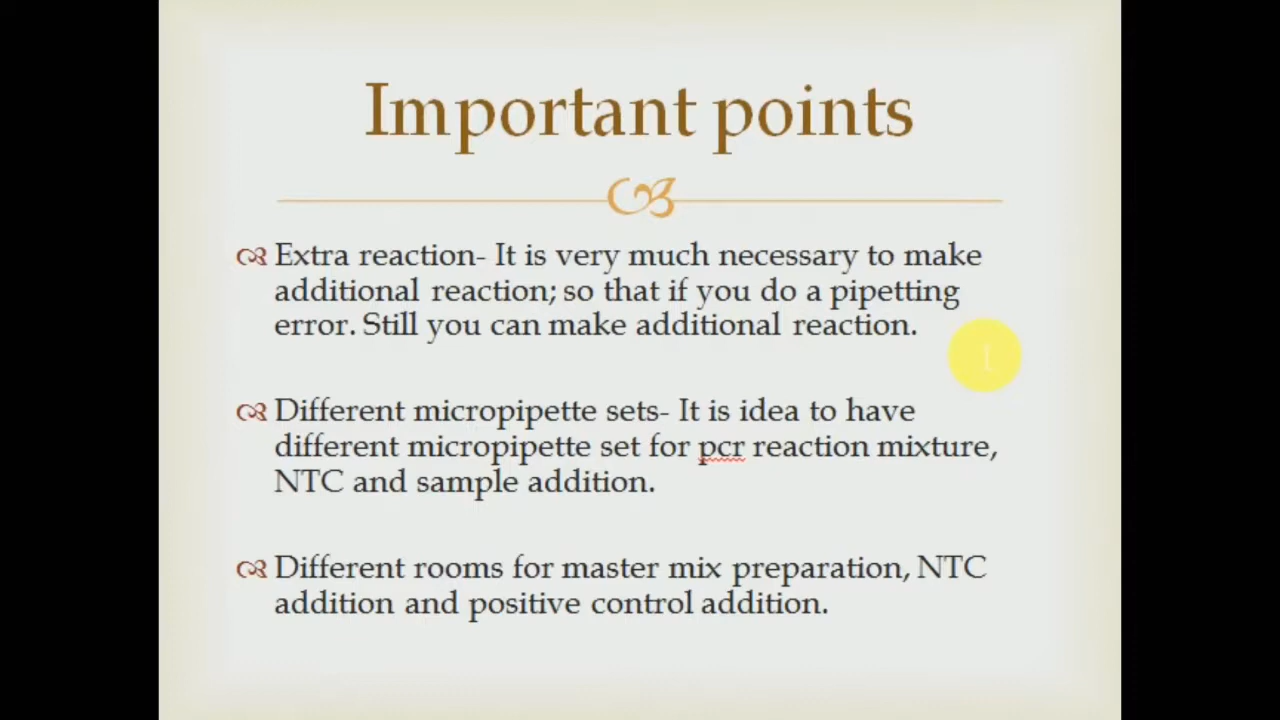 Important points
Extra reaction- It is very much necessary to make
additional reaction; so that if you do a pipetting
error. Still you can make additional reaction.
Different micropipette sets- It is idea to have
different micropipette set for pcr reaction mixture,
NTC and sample addition.
Different rooms for master mix preparation, NTC
addition and positive control addition.